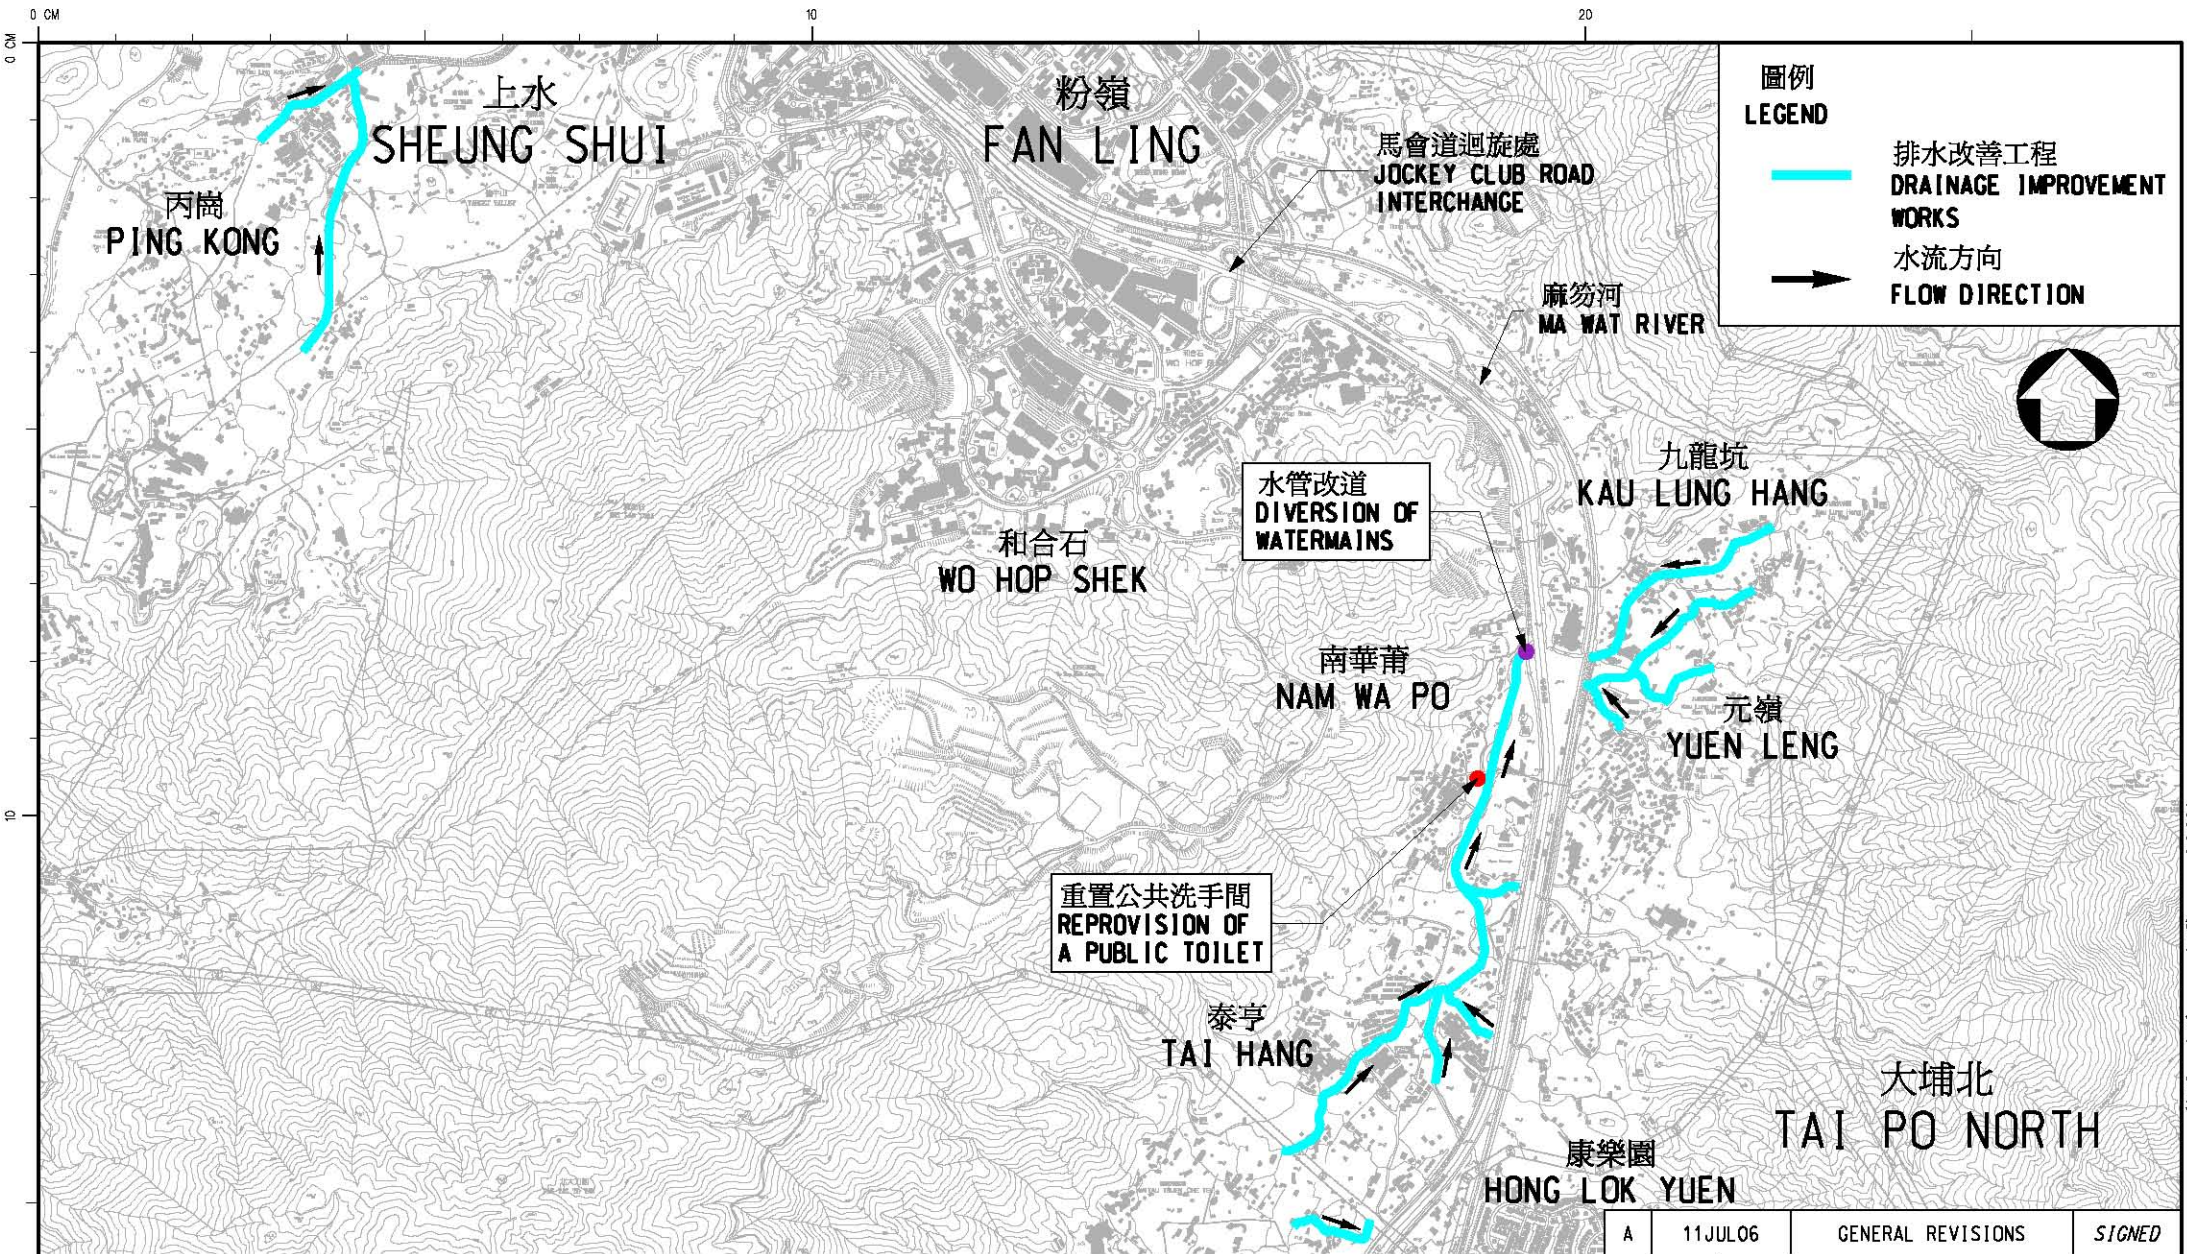 0 CM
10
20
0 CM
10
上水
SHEUNG SHUI
粉嶺
FAN LING
圖例
LEGEND
排水改善工程
DRAINAGE IMPROVEMENT
WORKS
水流方向
FLOW DIRECTION
馬會道迴旋處
JOCKEY CLUB ROAD
INTERCHANGE
丙崗
PING KONG
麻笏河
MA WAT RIVER
九龍坑
KAU LUNG HANG
水管改道
DIVERSION OF
WATERMAINS
和合石
WO HOP SHEK
南華莆
NAM WA PO
元嶺
YUEN LENG
重置公共洗手間
REPROVISION OF
A PUBLIC TOILET
泰亨
TAI HANG
大埔北
TAI PO NORTH
康樂園
HONG LOK YUEN
A 11JUL06 GENERAL REVISIONS SIGNED